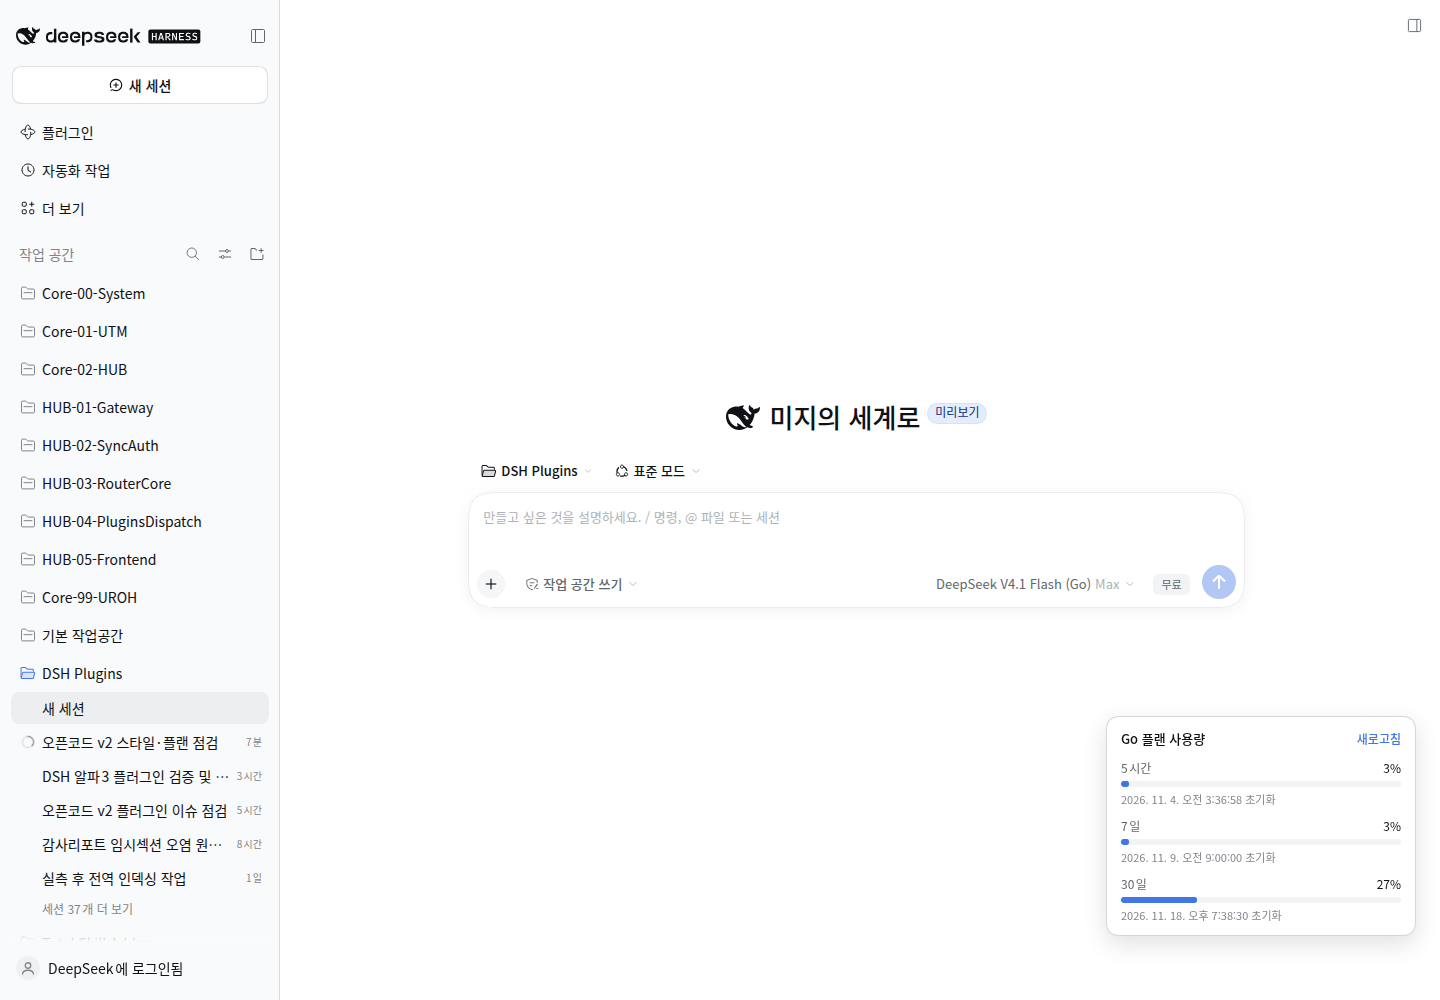 deepseek HARNESS
새 세션
플러그인
자동화 작업
더 보기
작업 공간
Core-00-System
Core-01-UTM
Core-02-HUB
HUB-01-Gateway
HUB-02-SyncAuth
HUB-03-RouterCore
HUB-04-PluginsDispatch
HUB-05-Frontend
Core-99-UROH
기본 작업공간
DSH Plugins
새 세션
오픈코드 v2 스타일·플랜 점검 7분
DSH 알파3 플러그인 검증 및 … 3시간
오픈코드 v2 플러그인 이슈 점검 5시간
감사리포트 임시섹션 오염 원… 8시간
실측 후 전역 인덱싱 작업 1일
세션 37개 더 보기
DeepSeek에 로그인됨
미지의 세계로 미리보기
DSH Plugins 표준 모드
만들고 싶은 것을 설명하세요. / 명령, @ 파일 또는 세션
작업 공간 쓰기 DeepSeek V4.1 Flash (Go) Max 무료
Go 플랜 사용량 새로고침
5시간 3%
2026. 11. 4. 오전 3:36:58 초기화
7일 3%
2026. 11. 9. 오전 9:00:00 초기화
30일 27%
2026. 11. 18. 오후 7:38:30 초기화